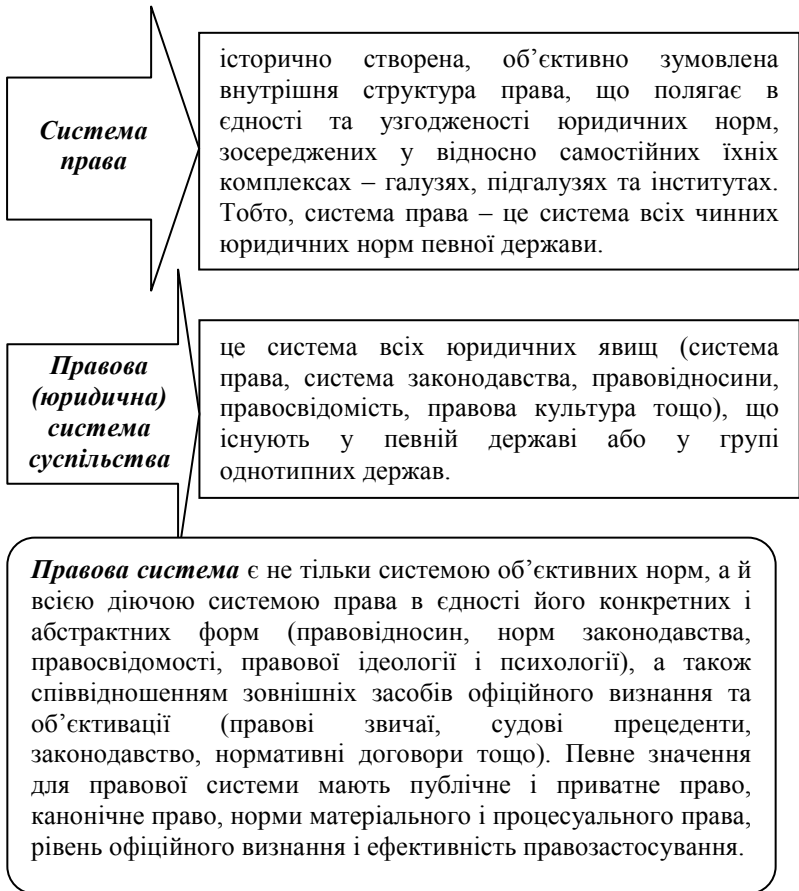 Система
права
історично створена, об’єктивно зумовлена
внутрішня структура права, що полягає в
єдності та узгодженості юридичних норм,
зосереджених у відносно самостійних їхніх
комплексах – галузях, підгалузях та інститутах.
Тобто, система права – це система всіх чинних
юридичних норм певної держави.
Правова
(юридична)
система
суспільства
це система всіх юридичних явищ (система
права, система законодавства, правовідносини,
правосвідомість, правова культура тощо), що
існують у певній державі або у групі
однотипних держав.
Правова система є не тільки системою об’єктивних норм, а й
всією діючою системою права в єдності його конкретних і
абстрактних форм (правовідносин, норм законодавства,
правосвідомості, правової ідеології і психології), а також
співвідношенням зовнішніх засобів офіційного визнання та
об’єктивації (правові звичаї, судові прецеденти,
законодавство, нормативні договори тощо). Певне значення
для правової системи мають публічне і приватне право,
канонічне право, норми матеріального і процесуального права,
рівень офіційного визнання і ефективність правозастосування.